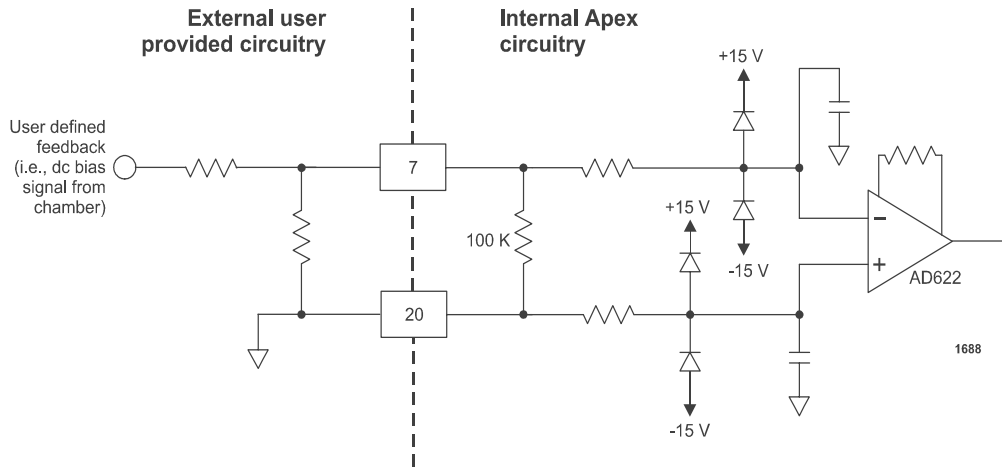 External user
provided circuitry
Internal Apex
circuitry
+15 V
User defined
feedback
(i.e., dc bias
signal from
chamber)
7
+15 V
100 K
-15 V
AD622
20
1688
-15 V